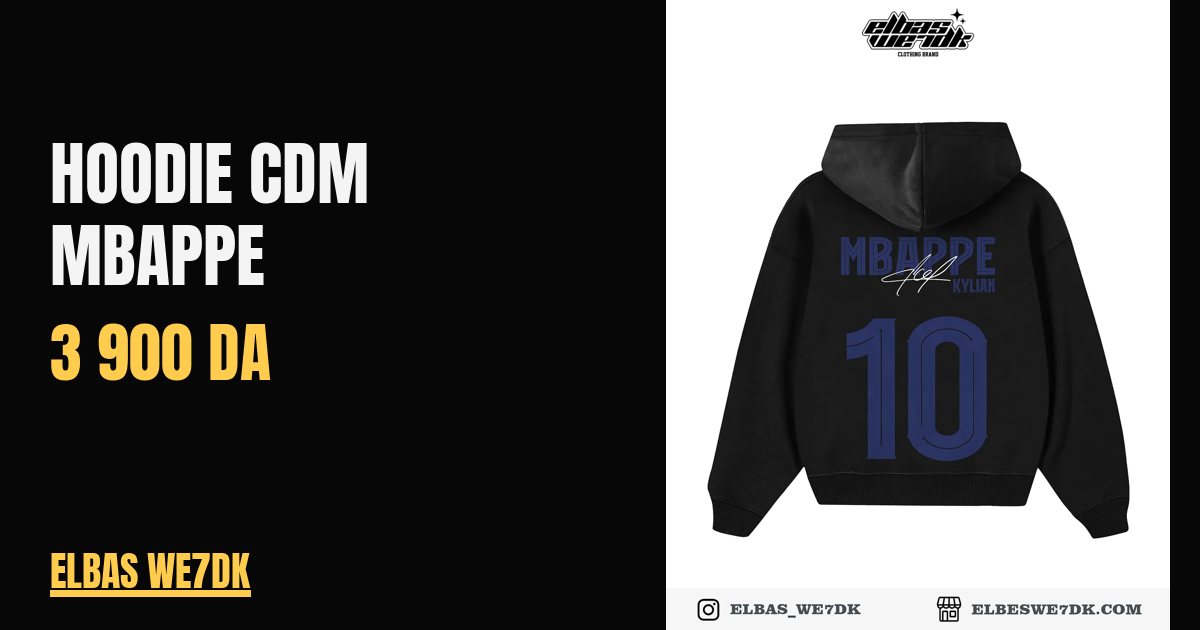 HOODIE CDM
MBAPPE
3 900 DA
ELBAS WE7DK
elbas
we7dk
CLOTHING BRAND
MBAPPE
KYLIAN
10
ELBAS_WE7DK
ELBESWE7DK.COM